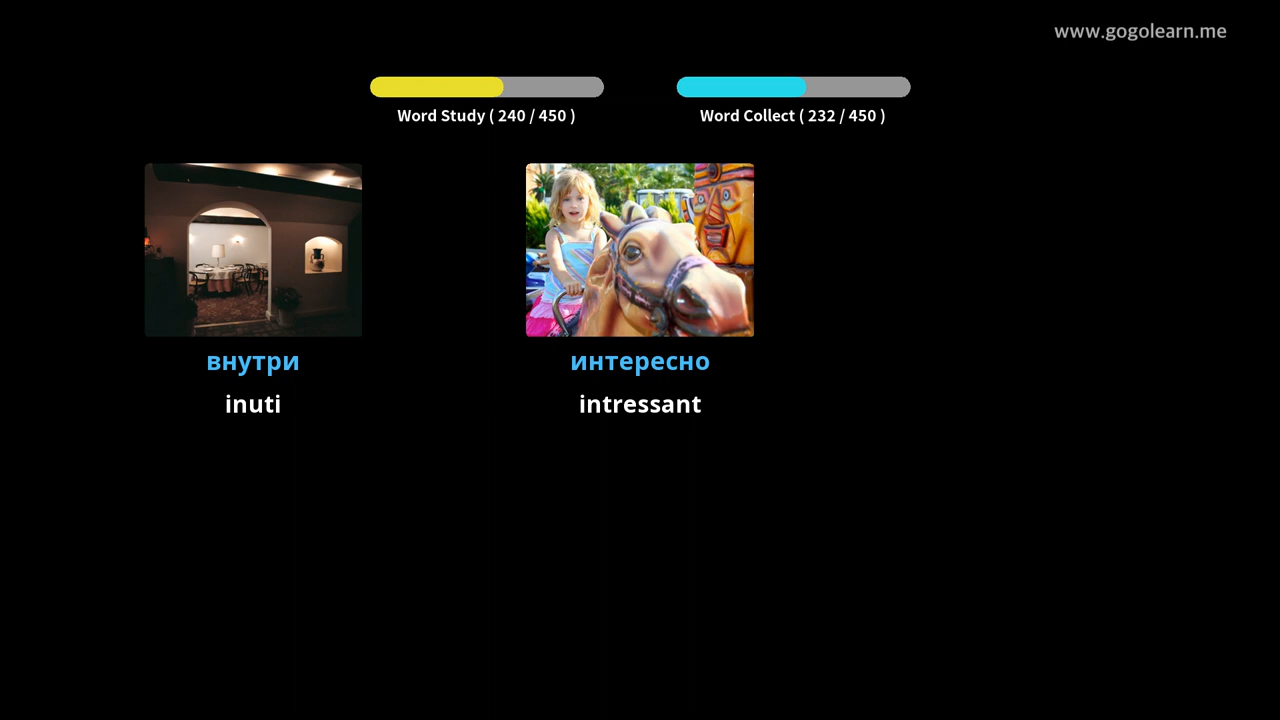 www.gogolearn.me
Word Study ( 240 / 450 )
Word Collect ( 232 / 450 )
внутри
inuti
интересно
intressant